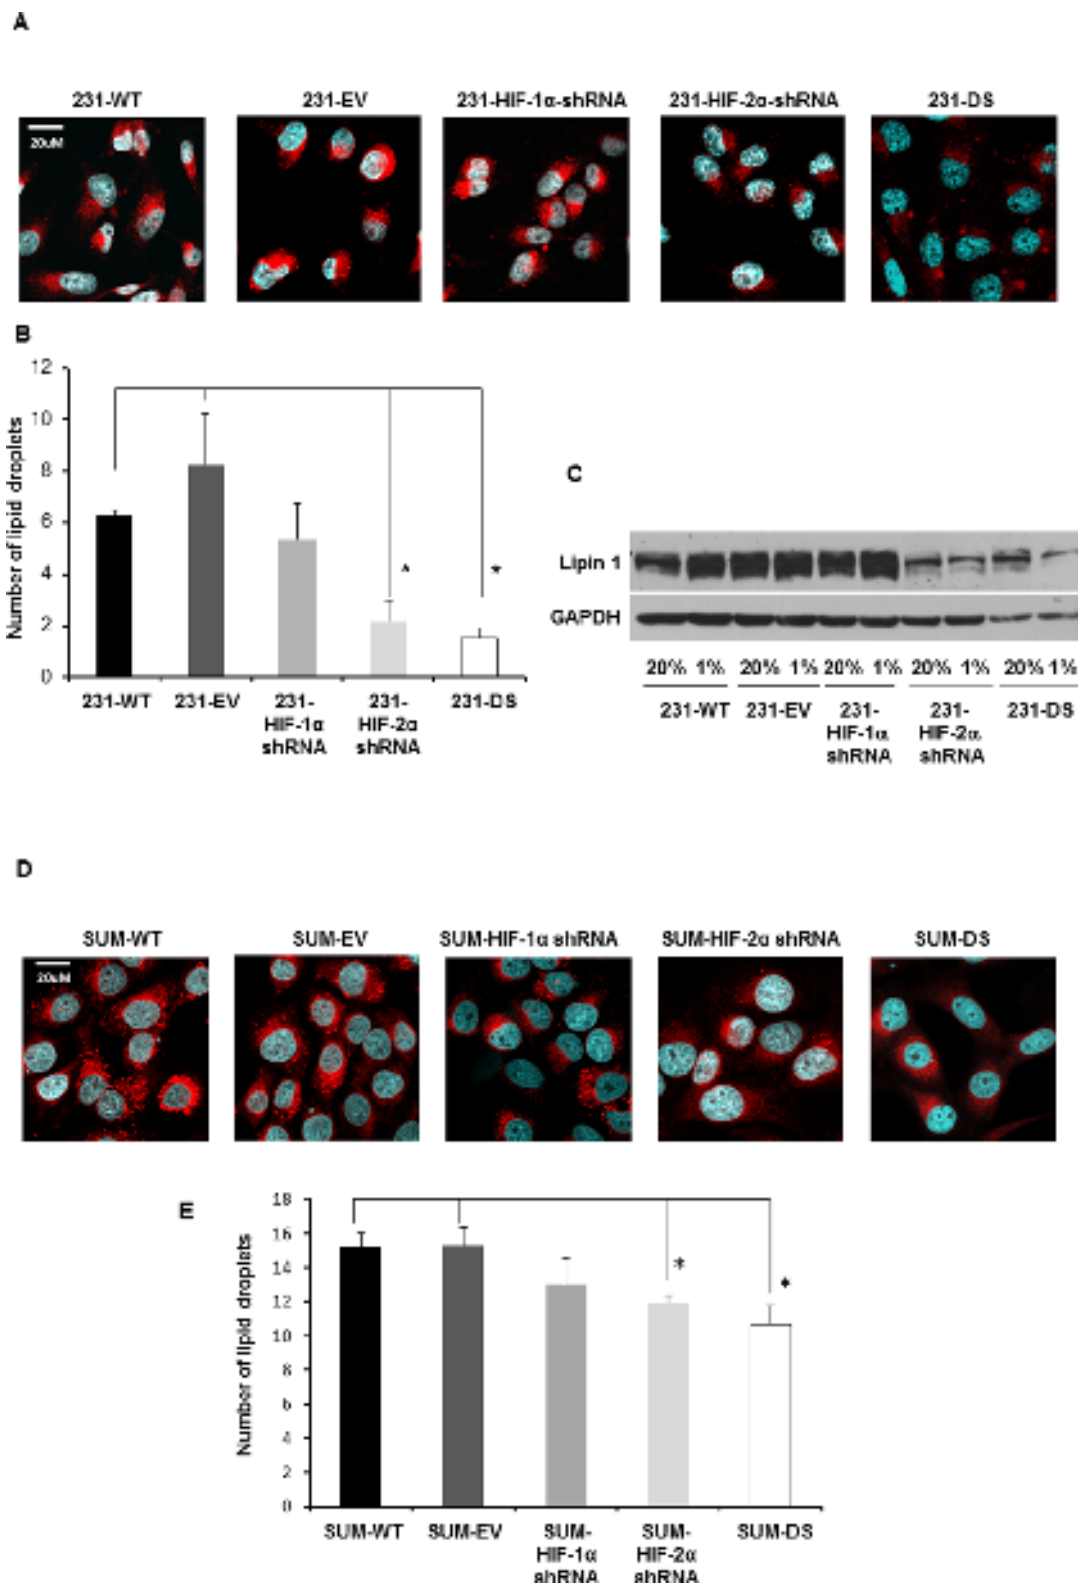 A
231-WT 231-EV 231-HIF-1α-shRNA 231-HIF-2α-shRNA 231-DS
20uM
B
12
10
8
6
4
2
0
Number of lipid droplets
*
*
231-WT 231-EV 231- 231- 231-DS
HIF-1α HIF-2α
shRNA shRNA
C
Lipin 1
GAPDH
20% 1% 20% 1% 20% 1% 20% 1% 20% 1%
231-WT 231-EV 231- 231- 231-DS
HIF-1α HIF-2α
shRNA shRNA
D
SUM-WT SUM-EV SUM-HIF-1α shRNA SUM-HIF-2α shRNA SUM-DS
20uM
E
18
16
14
12
10
8
6
4
2
0
Number of lipid droplets
*
*
SUM-WT SUM-EV SUM- SUM- SUM-DS
HIF-1α HIF-2α
shRNA shRNA